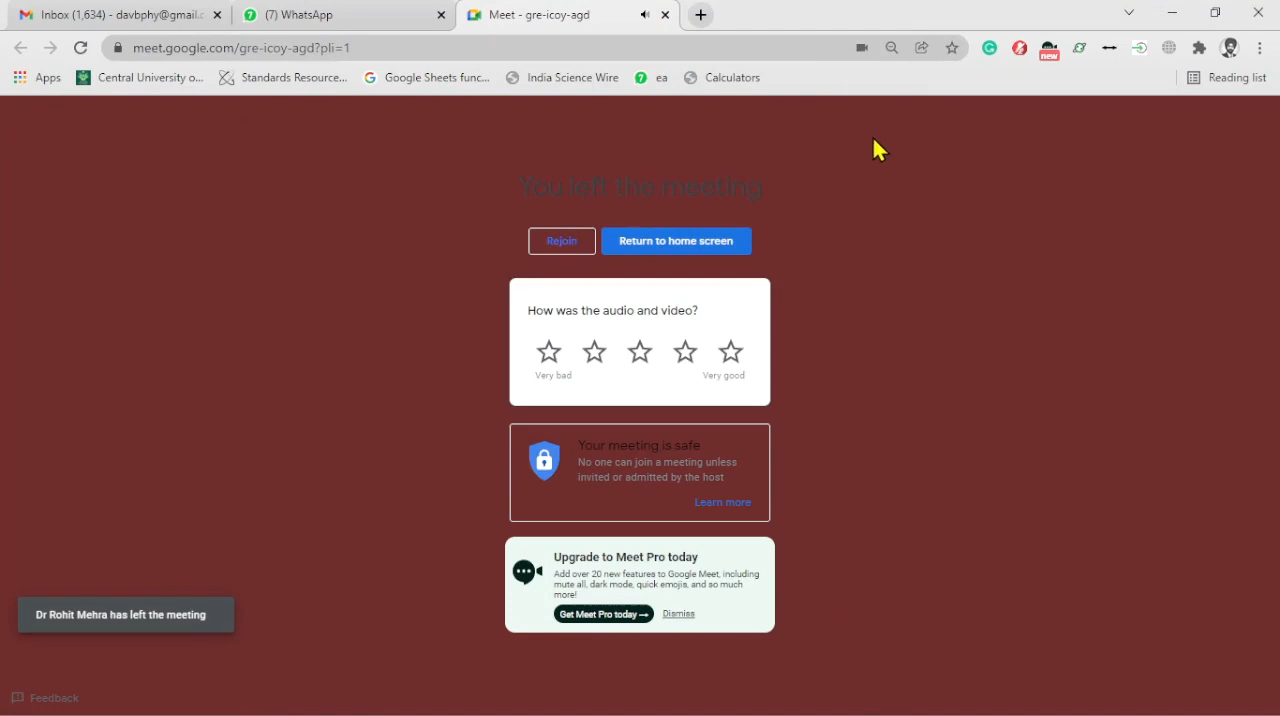 Inbox (1,634) - davbphy@gmail.c
(7) WhatsApp
Meet - gre-icoy-agd
meet.google.com/gre-icoy-agd?pli=1
new
Apps
Central University ...
Standards Resource...
Google Sheets func...
India Science Wire
7
ea
Calculators
Reading list
You left the meeting
Rejoin
Return to home screen
How was the audio and video?
Very bad
Very good
Your meeting is safe
No one can join a meeting unless
invited or admitted by the host
Learn more
Upgrade to Meet Pro today
Add over 20 new features to Google Meet, including
mute all, dark mode, quick emojis, and so much
more!
Get Meet Pro today →
Dismiss
Dr Rohit Mehra has left the meeting
Feedback